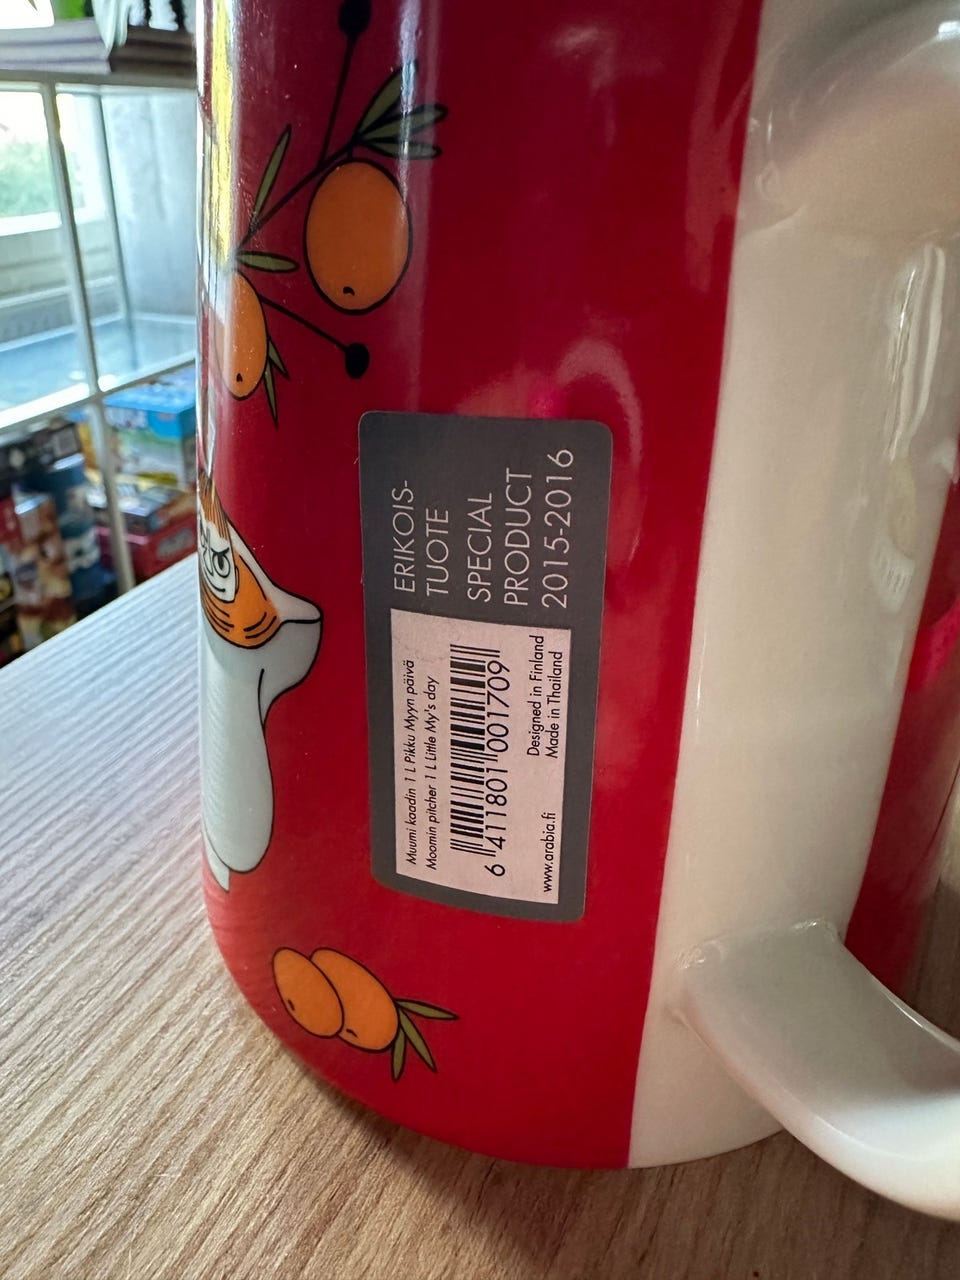 ERIKOIS-
TUOTE
SPECIAL
PRODUCT
2015-2016
Muumi kaadin 1 L Pikku Myyn päivä
Moomin pitcher 1 L Little My's day
6 411801 001709
Designed in Finland
Made in Thailand
www.arabia.fi